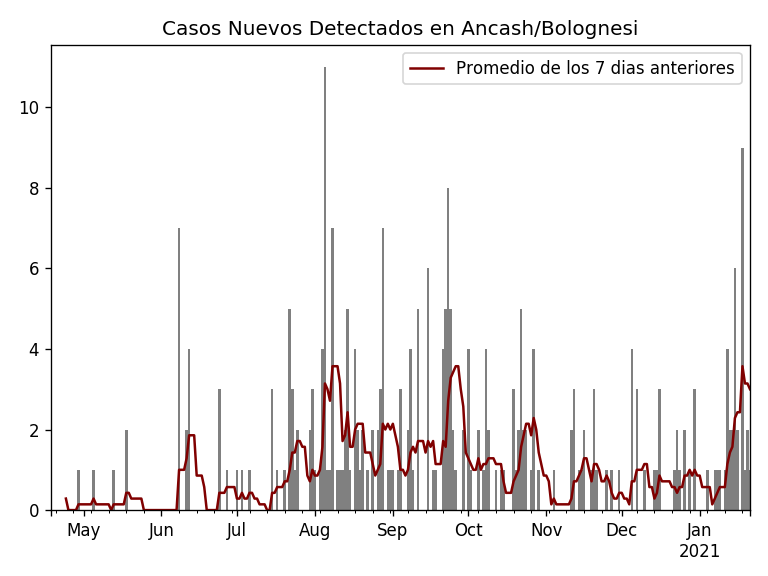 Casos Nuevos Detectados en Ancash/Bolognesi
Promedio de los 7 dias anteriores
10
8
6
4
2
0
May Jun Jul Aug Sep Oct Nov Dec Jan
2021